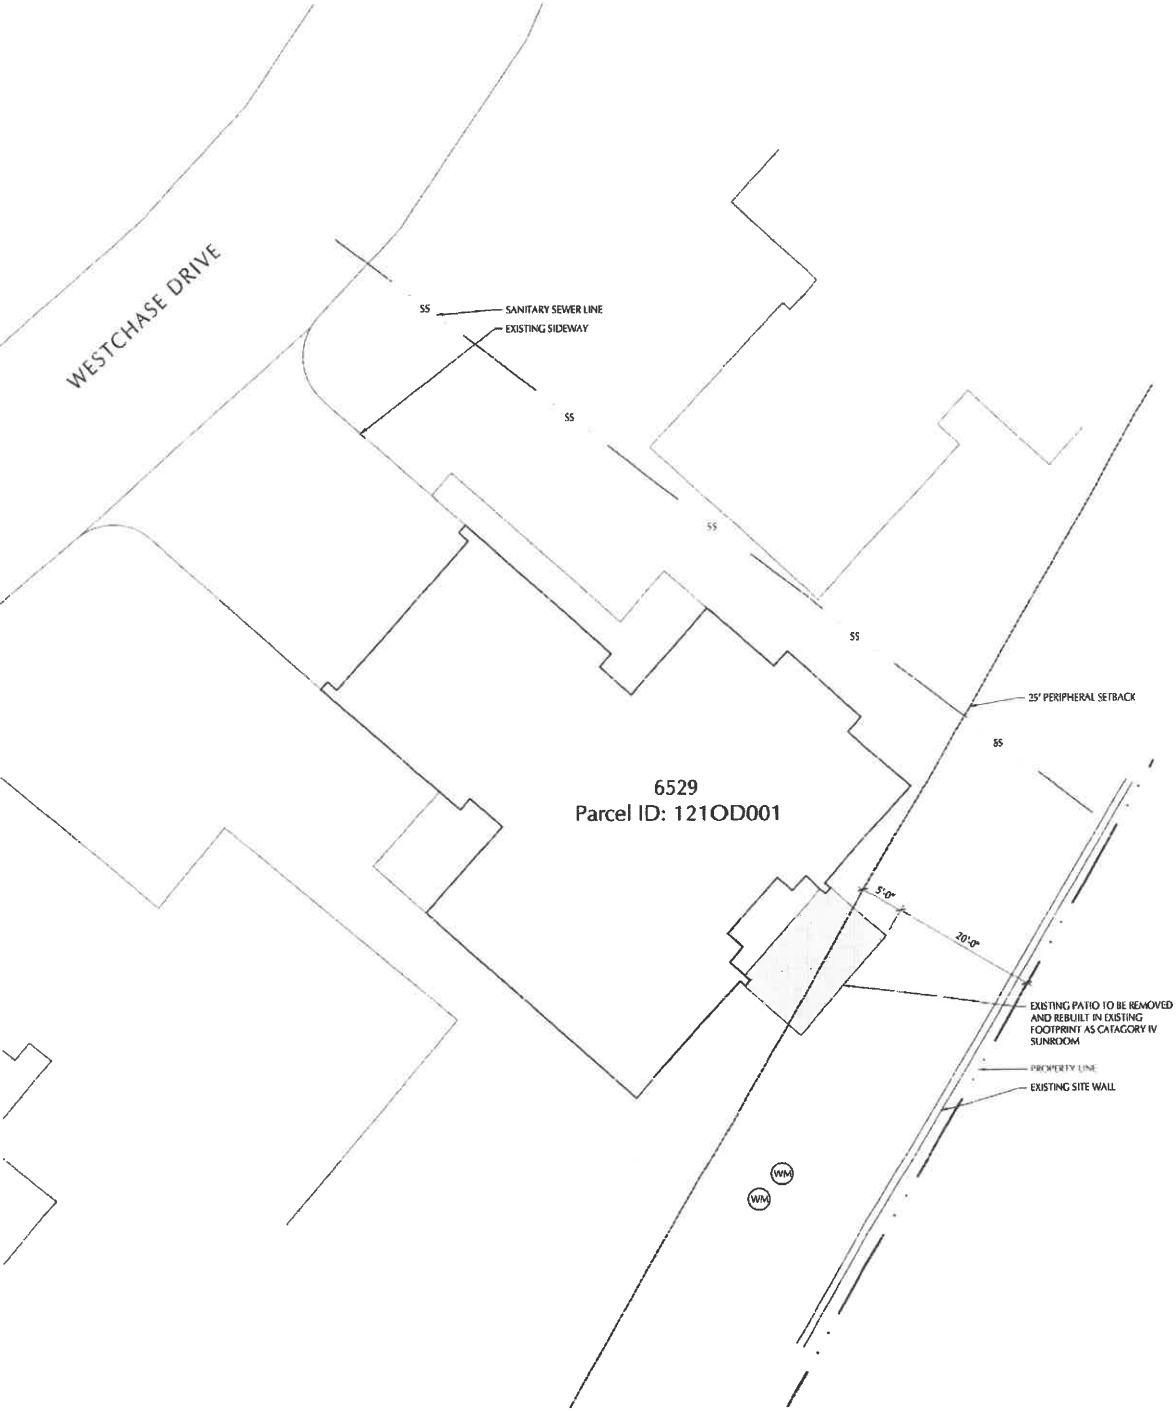 WESTCHASE DRIVE
SS
SANITARY SEWER LINE
EXISTING SIDEWAY
SS
SS
SS
25' PERIPHERAL SETBACK
SS
6529
Parcel ID: 121OD001
5'-0"
20'-0"
EXISTING PATIO TO BE REMOVED
AND REBUILT IN EXISTING
FOOTPRINT AS CATAGORY IV
SUNROOM
PROPERTY LINE
EXISTING SITE WALL
WM
WM